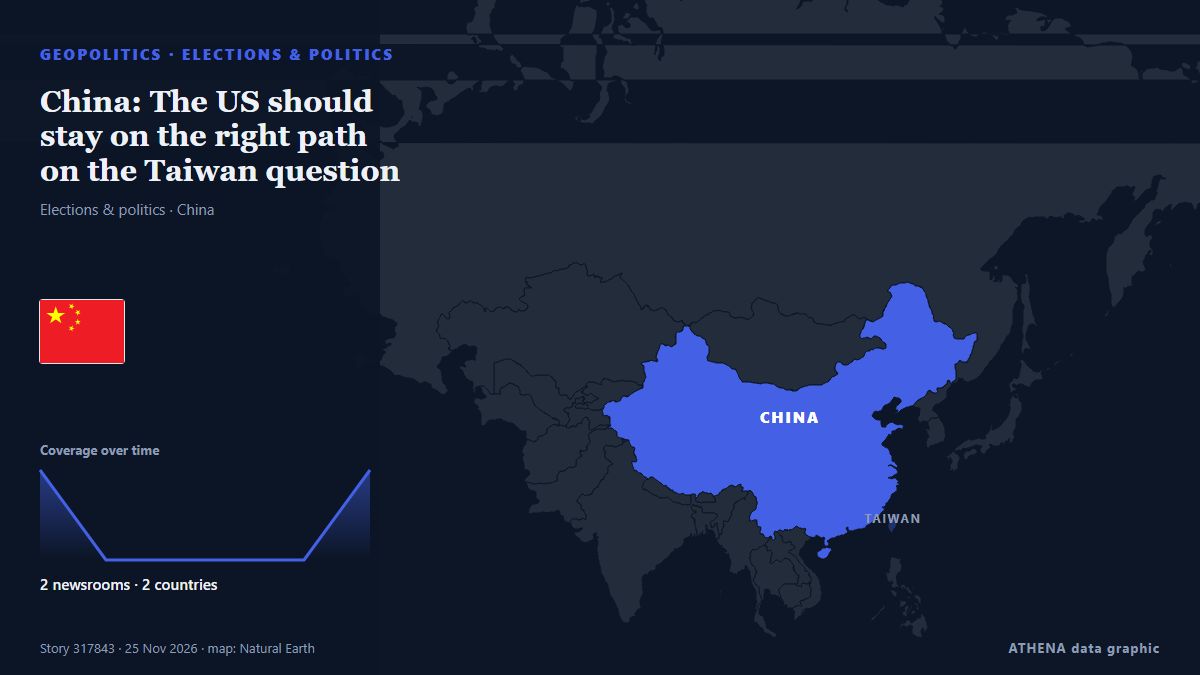 GEOPOLITICS · ELECTIONS & POLITICS
China: The US should
stay on the right path
on the Taiwan question
Elections & politics · China
CHINA
TAIWAN
Coverage over time
2 newsrooms · 2 countries
Story 317843 · 25 Nov 2026 · map: Natural Earth
ATHENA data graphic